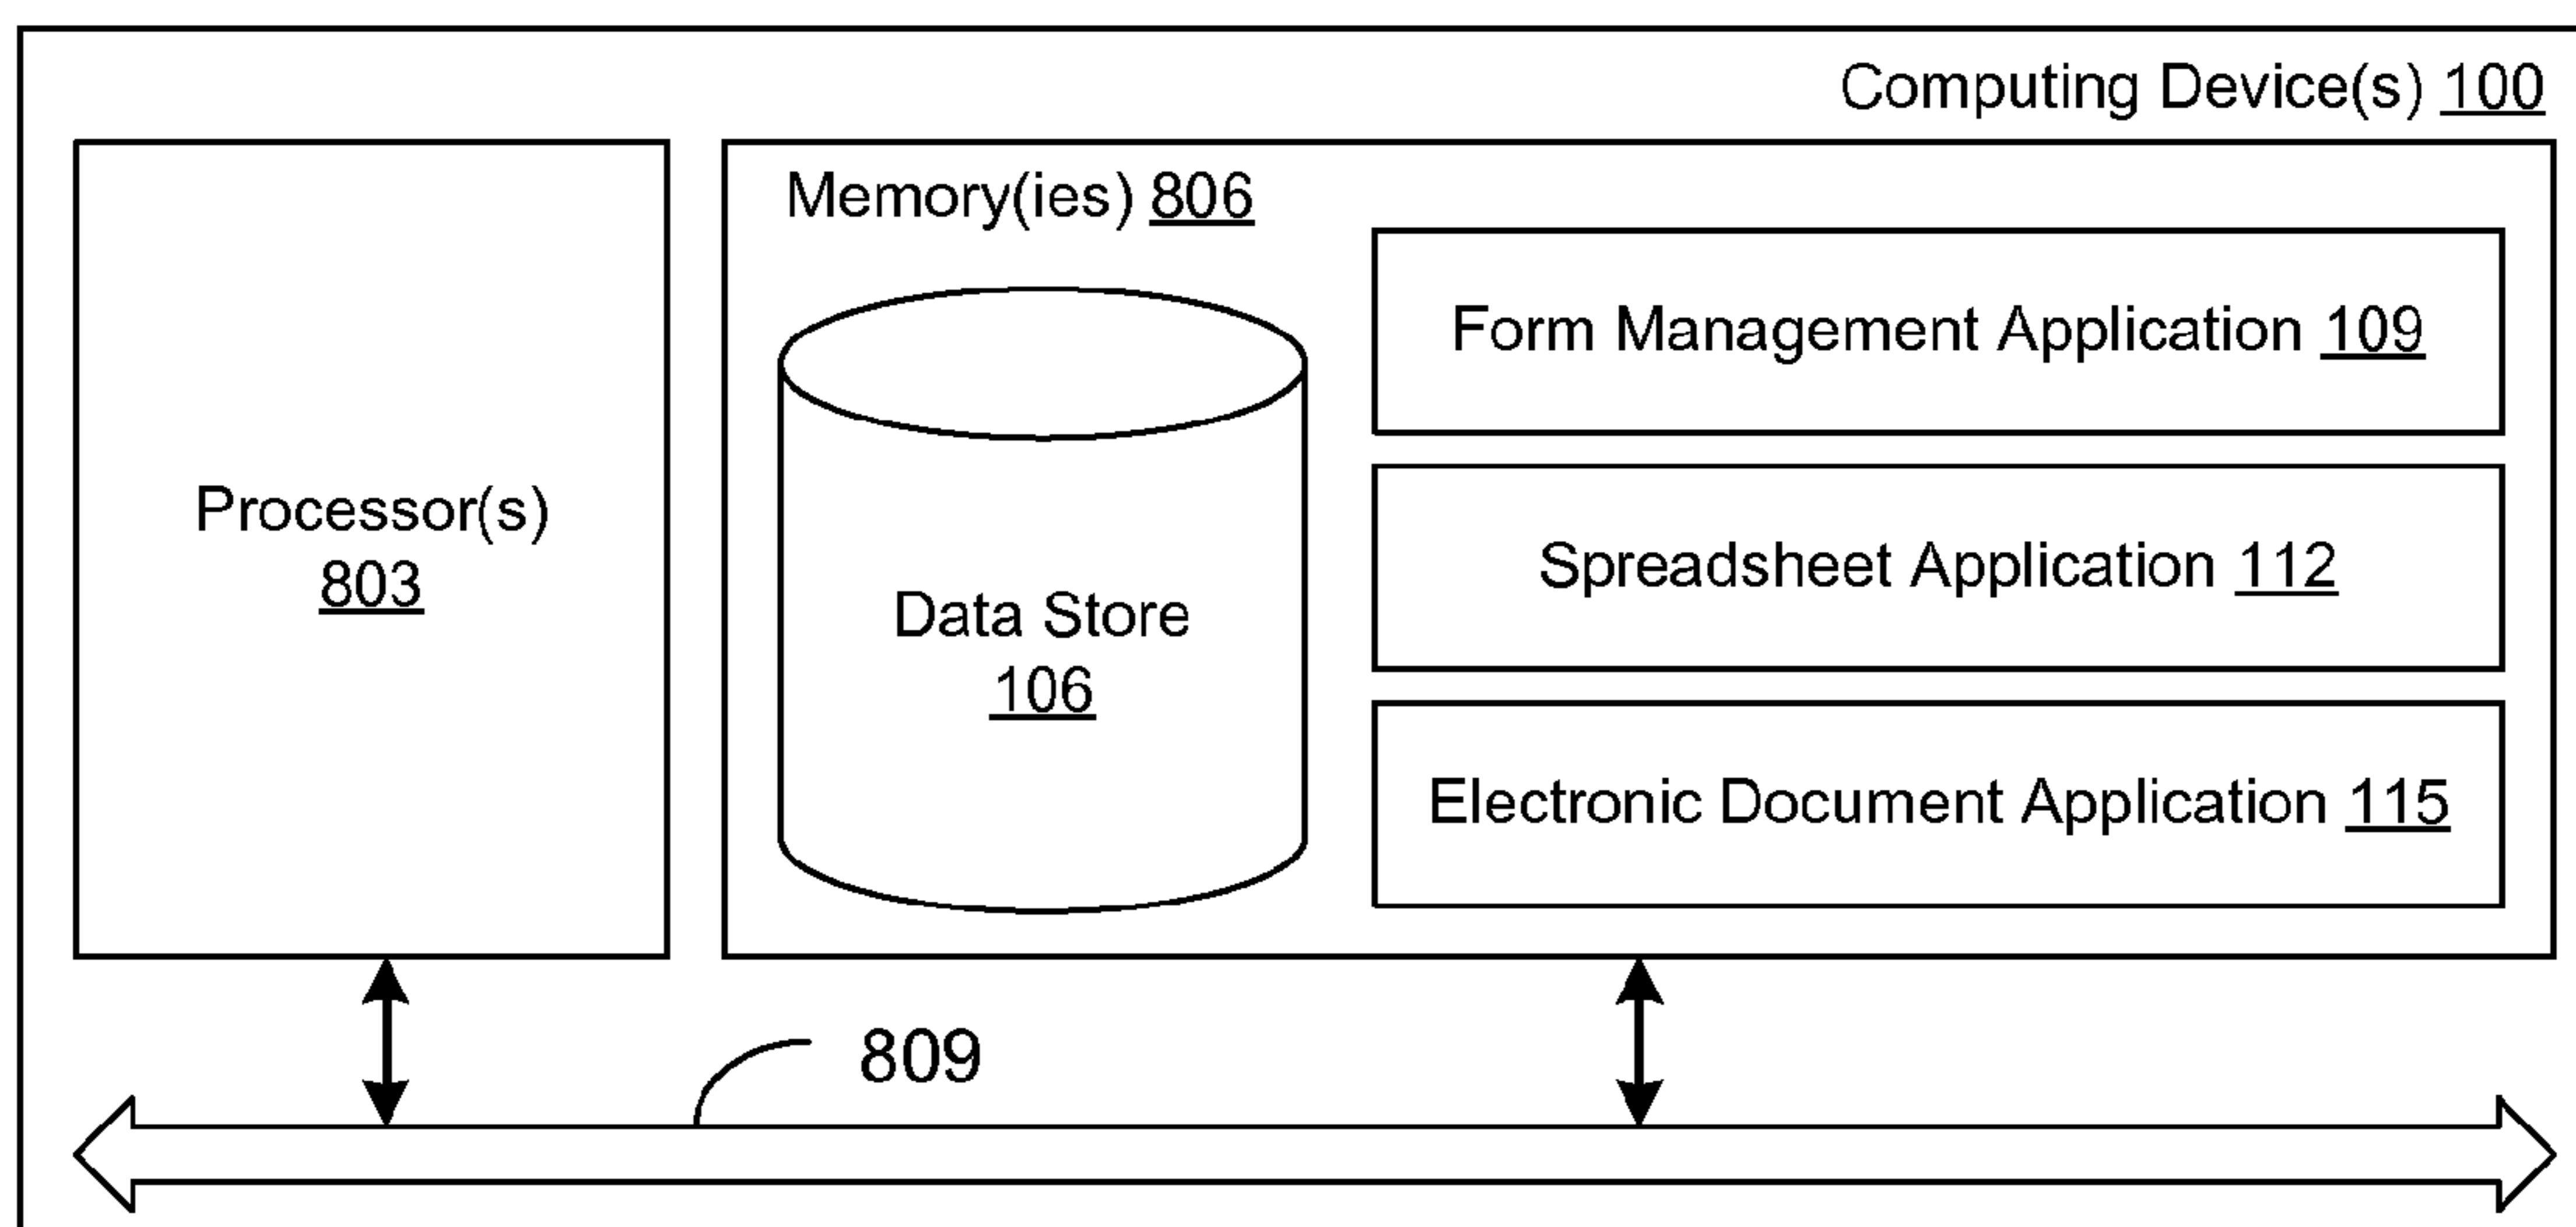 Computing Device(s) 100
Processor(s)
803
Memory(ies) 806
Data Store
106
Form Management Application 109
Spreadsheet Application 112
Electronic Document Application 115
809